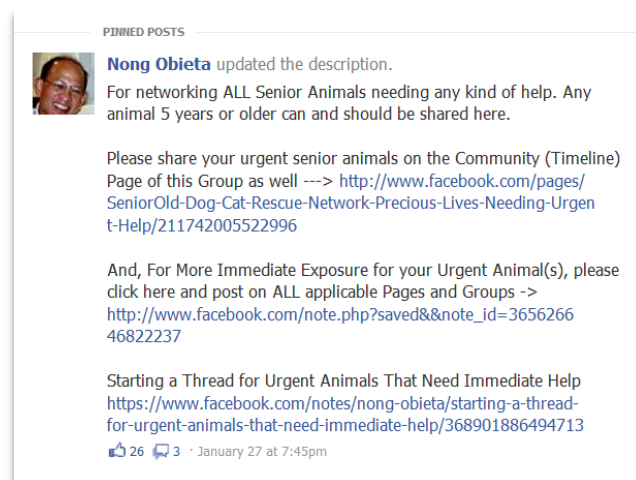 PINNED POSTS
Nong Obieta updated the description.
For networking ALL Senior Animals needing any kind of help. Any
animal 5 years or older can and should be shared here.
Please share your urgent senior animals on the Community (Timeline)
Page of this Group as well ---> http://www.facebook.com/pages/
SeniorOld-Dog-Cat-Rescue-Network-Precious-Lives-Needing-Urgen
t-Help/211742005522996
And, For More Immediate Exposure for your Urgent Animal(s), please
click here and post on ALL applicable Pages and Groups ->
http://www.facebook.com/note.php?saved&&note_id=3656266
46822237
Starting a Thread for Urgent Animals That Need Immediate Help
https://www.facebook.com/notes/nong-obieta/starting-a-thread-
for-urgent-animals-that-need-immediate-help/368901886494713
26 3 · January 27 at 7:45pm